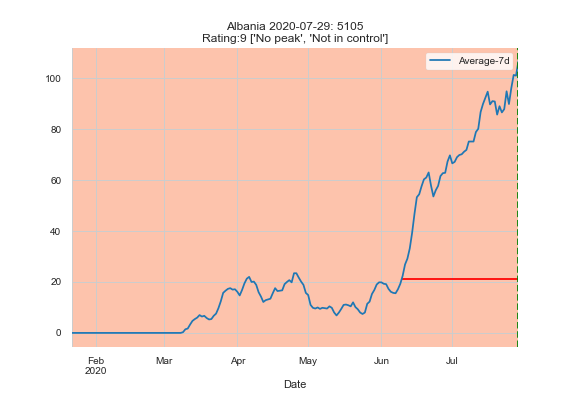 Albania 2020-07-29: 5105
Rating:9 ['No peak', 'Not in control']
Average-7d
100
80
60
40
20
0
Feb
2020
Mar
Apr
May
Jun
Jul
Date